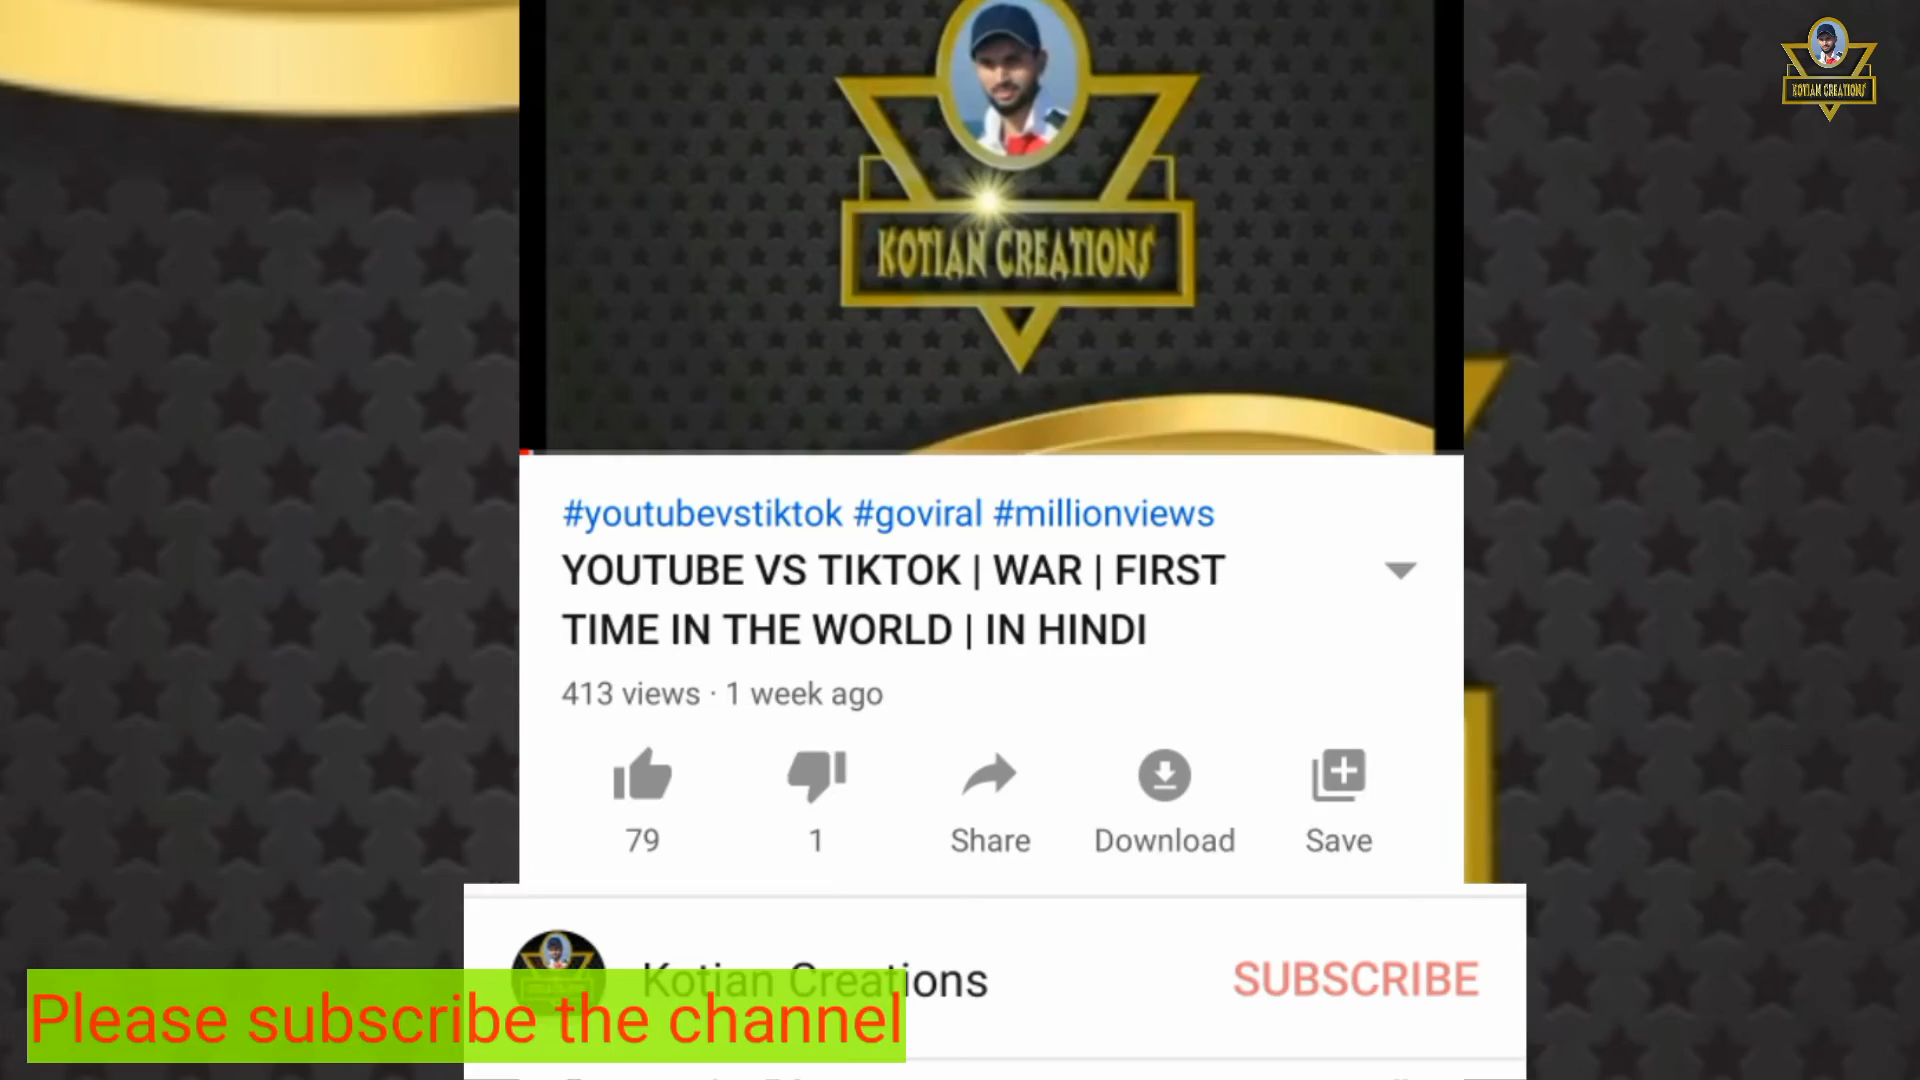 KOTIAN CREATIONS
KOTIAN CREATIONS
#youtubevstiktok #goviral #millionviews
YOUTUBE VS TIKTOK | WAR | FIRST
TIME IN THE WORLD | IN HINDI
413 views · 1 week ago
79
1
Share
Download
Save
Kotian Creations
SUBSCRIBE
Please subscribe the channel